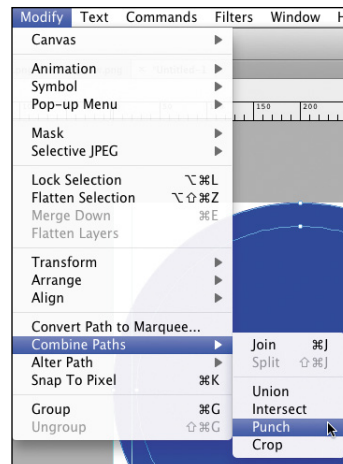 Modify Text Commands Filters Window
Canvas
Animation
Symbol
Pop-up Menu
150 200
Mask
Selective JPEG
Lock Selection ⌥⌘L
Flatten Selection ⌥⇧⌘Z
Merge Down ⌘E
Flatten Layers
Transform
Arrange
Align
Convert Path to Marquee...
Combine Paths
Join ⌘J
Alter Path
Split ⇧⌘J
Snap To Pixel ⌘K
Union
Group ⌘G
Intersect
Ungroup ⇧⌘G
Punch
Crop